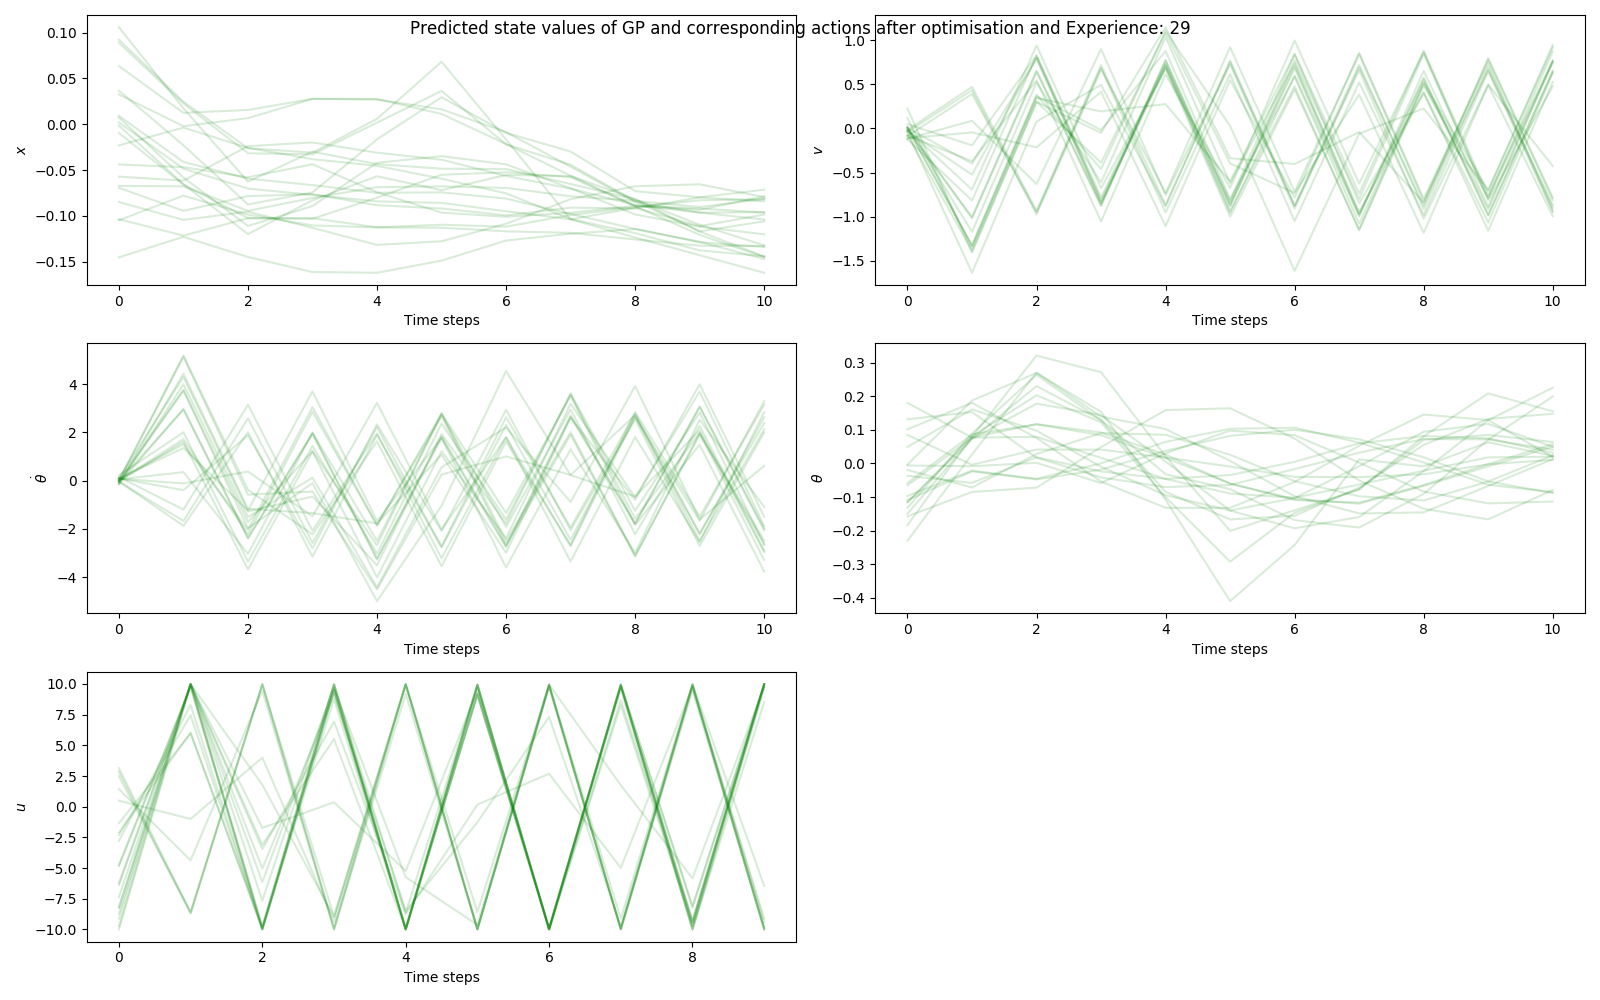 Predicted state values of GP and corresponding actions after optimisation and Experience: 29
0.10
0.05
0.00
−0.05
−0.10
−0.15
x
0 2 4 6 8 10
Time steps
1.0
0.5
0.0
−0.5
−1.0
−1.5
v
0 2 4 6 8 10
Time steps
4
2
0
−2
−4
θ̇
0 2 4 6 8 10
Time steps
0.3
0.2
0.1
0.0
−0.1
−0.2
−0.3
−0.4
θ
0 2 4 6 8 10
Time steps
10.0
7.5
5.0
2.5
0.0
−2.5
−5.0
−7.5
−10.0
u
0 2 4 6 8
Time steps